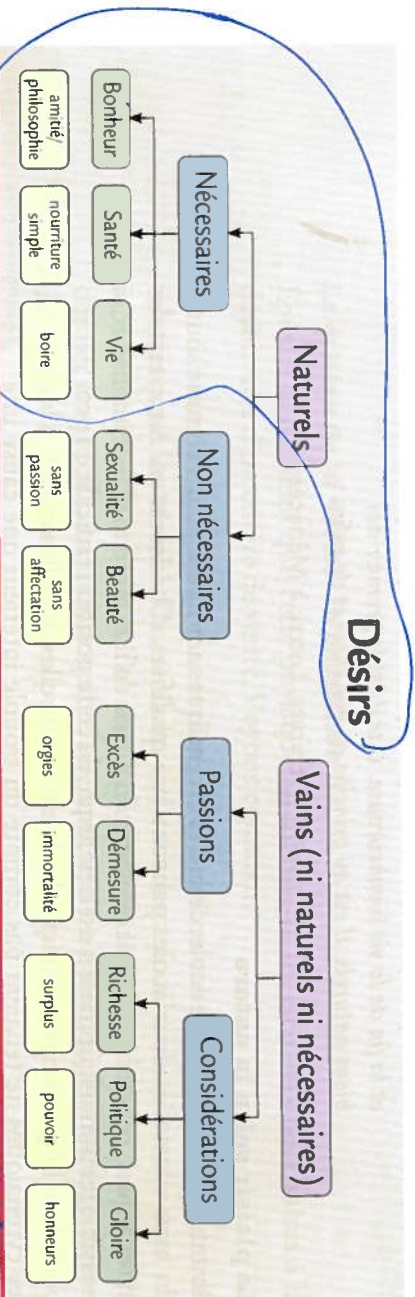 Désirs
Naturels
Vains (ni naturels ni nécessaires)
Nécessaires
Non nécessaires
Passions
Considérations
Bonheur
Santé
Vie
Sexualité
Beauté
Excès
Démesure
Richesse
Politique
Gloire
amitié/
philosophie
nourriture
simple
boire
sans
passion
sans
affectation
orgies
immortalité
surplus
pouvoir
honneurs